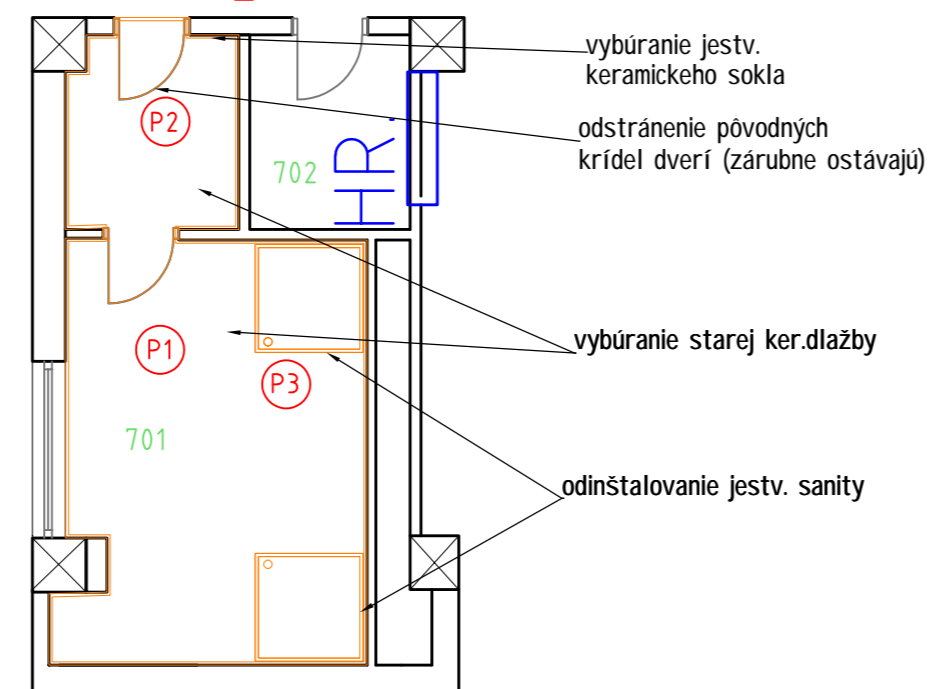 vybúranie jestv.
keramickeho sokla
P2
odstránenie pôvodných
krídel dverí (zárubne ostávajú)
702
HR.
vybúranie starej ker.dlažby
P1
P3
701
odinštalovanie jestv. sanity